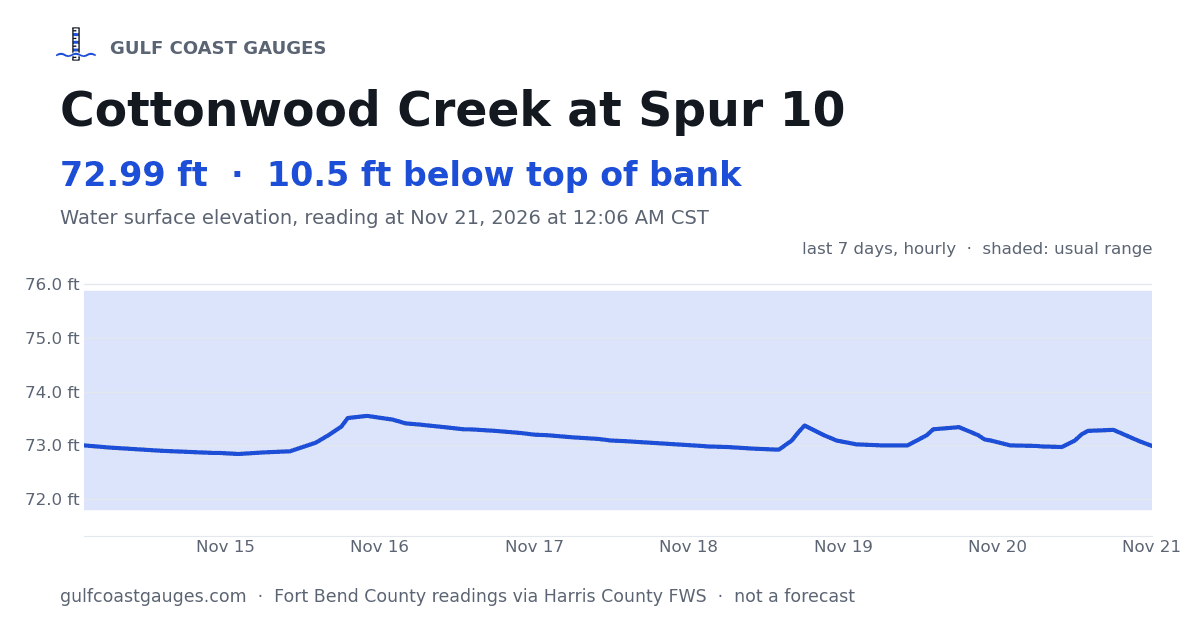 GULF COAST GAUGES
Cottonwood Creek at Spur 10
72.99 ft · 10.5 ft below top of bank
Water surface elevation, reading at Nov 21, 2026 at 12:06 AM CST
last 7 days, hourly · shaded: usual range
76.0 ft
75.0 ft
74.0 ft
73.0 ft
72.0 ft
Nov 15 Nov 16 Nov 17 Nov 18 Nov 19 Nov 20 Nov 21
gulfcoastgauges.com · Fort Bend County readings via Harris County FWS · not a forecast